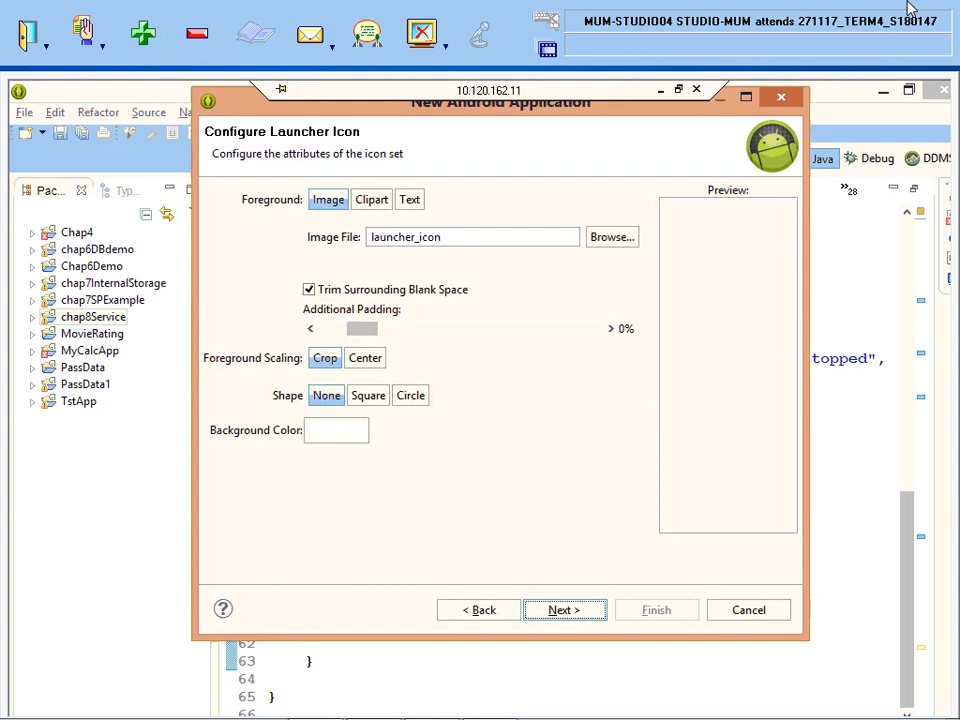 MUM-STUDIO04 STUDIO-MUM attends 271117_TERM4_S180147
10.120.162.11
New Android Application
File Edit Refactor Source Na
Configure Launcher Icon
Configure the attributes of the icon set
Java Debug DDMS
Pac... Typ...
28
Foreground: Image Clipart Text
Preview:
Chap4
chap6DBdemo
Chap6Demo
chap7InternalStorage
chap7SPExample
chap8Service
MovieRating
MyCalcApp
PassData
PassData1
TstApp
Image File: launcher_icon Browse...
Trim Surrounding Blank Space
Additional Padding:
< > 0%
Foreground Scaling: Crop Center
topped",
Shape None Square Circle
Background Color:
? < Back Next > Finish Cancel
62
63 }
64
65 }
66